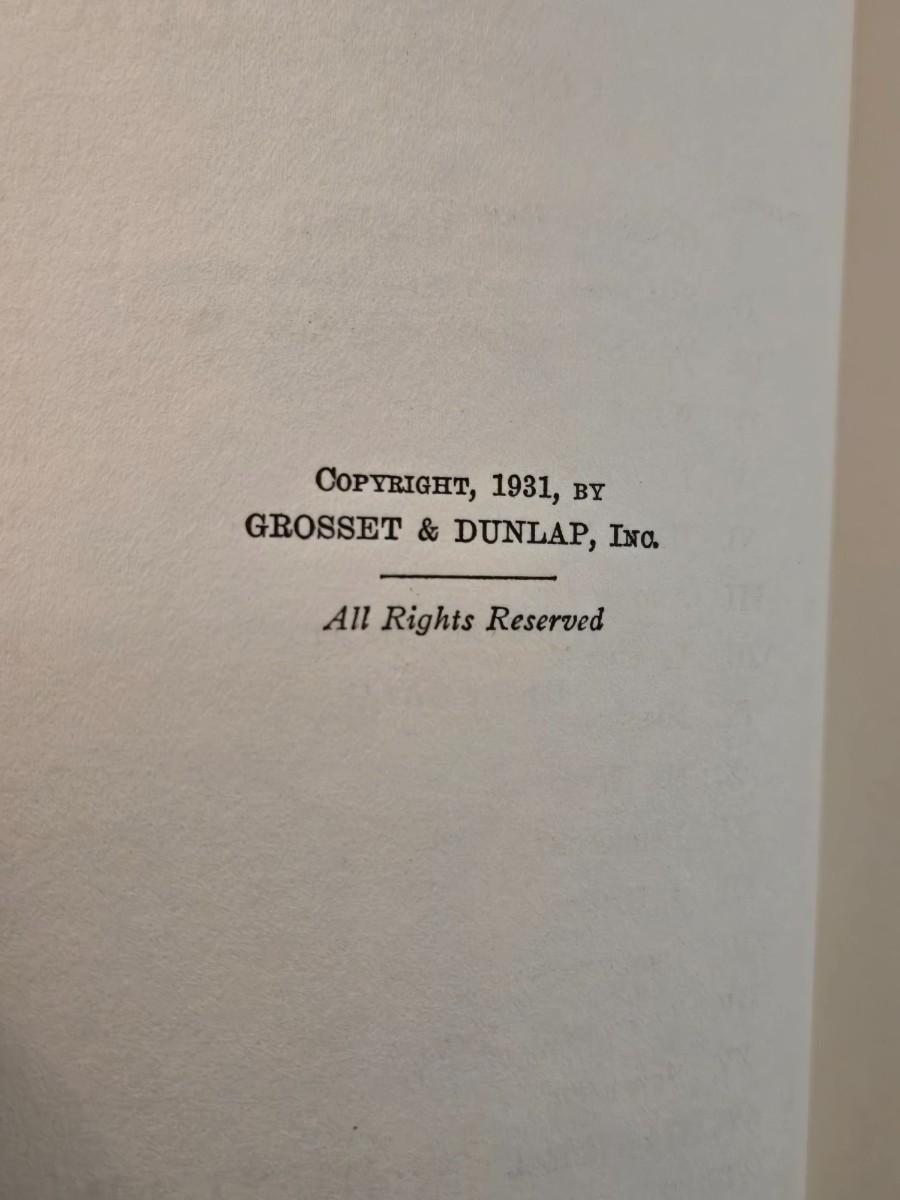 COPYRIGHT, 1931, BY
GROSSET & DUNLAP, INC.
All Rights Reserved